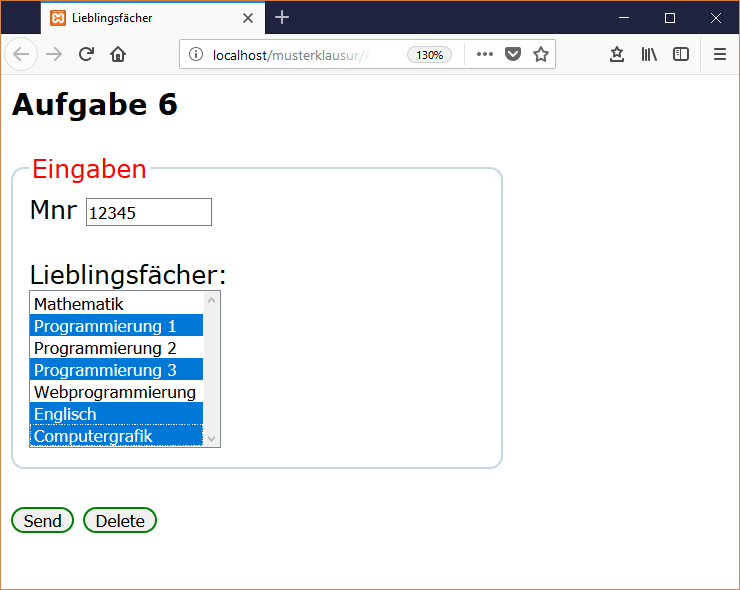 Lieblingsfächer
localhost/musterklausur/A
130%
Aufgabe 6
Eingaben
Mnr 12345
Lieblingsfächer:
Mathematik
Programmierung 1
Programmierung 2
Programmierung 3
Webprogrammierung
Englisch
Computergrafik
Send Delete